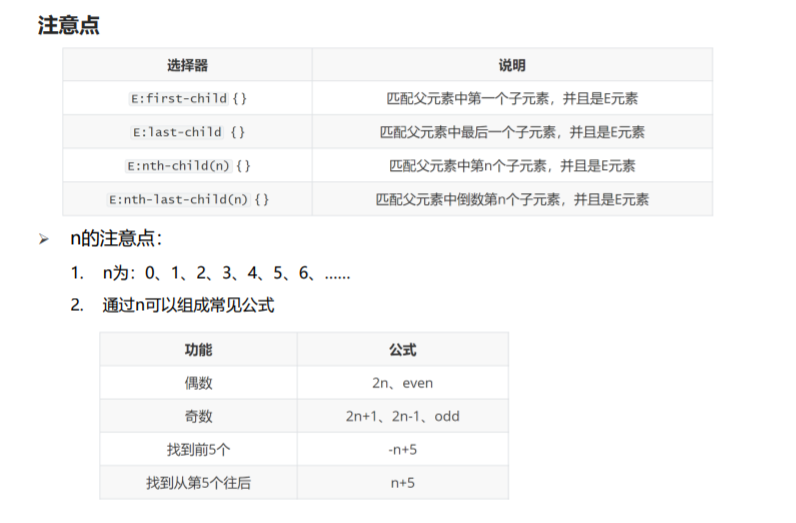 注意点
选择器 说明
E:first-child {} 匹配父元素中第一个子元素，并且是E元素
E:last-child {} 匹配父元素中最后一个子元素，并且是E元素
E:nth-child(n) {} 匹配父元素中第n个子元素，并且是E元素
E:nth-last-child(n) {} 匹配父元素中倒数第n个子元素，并且是E元素
➢ n的注意点：
1. n为：0、1、2、3、4、5、6、……
2. 通过n可以组成常见公式
功能 公式
偶数 2n、even
奇数 2n+1、2n-1、odd
找到前5个 -n+5
找到从第5个往后 n+5